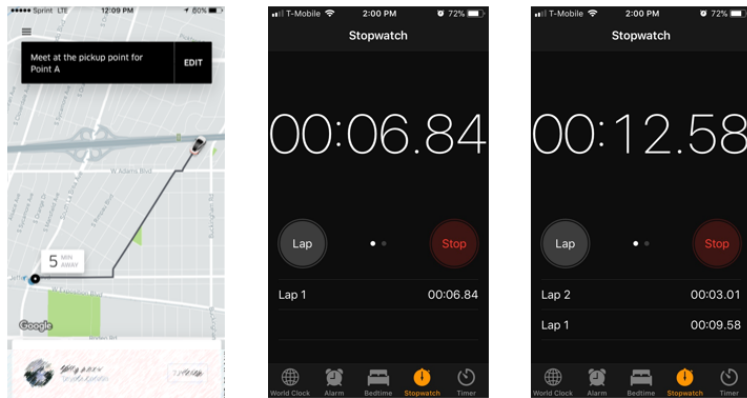 Sprint LTE 12:09 PM 80%
Meet at the pickup point for
Point A
EDIT
W Adams Blvd
Buckingham Rd
5 MIN
AWAY
Google
T-Mobile 2:00 PM 72%
Stopwatch
00:06.84
Lap Stop
Lap 1 00:06.84
World Clock Alarm Bedtime Stopwatch Timer
T-Mobile 2:00 PM 72%
Stopwatch
00:12.58
Lap Stop
Lap 2 00:03.01
Lap 1 00:09.58
World Clock Alarm Bedtime Stopwatch Timer